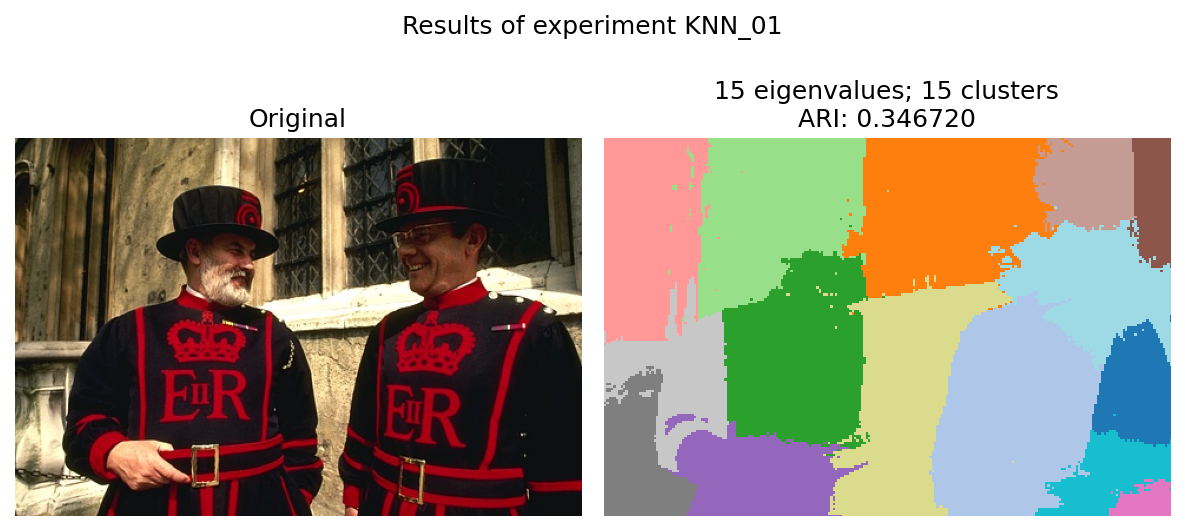 Results of experiment KNN_01
Original
15 eigenvalues; 15 clusters
ARI: 0.346720
EIIR
EIIR